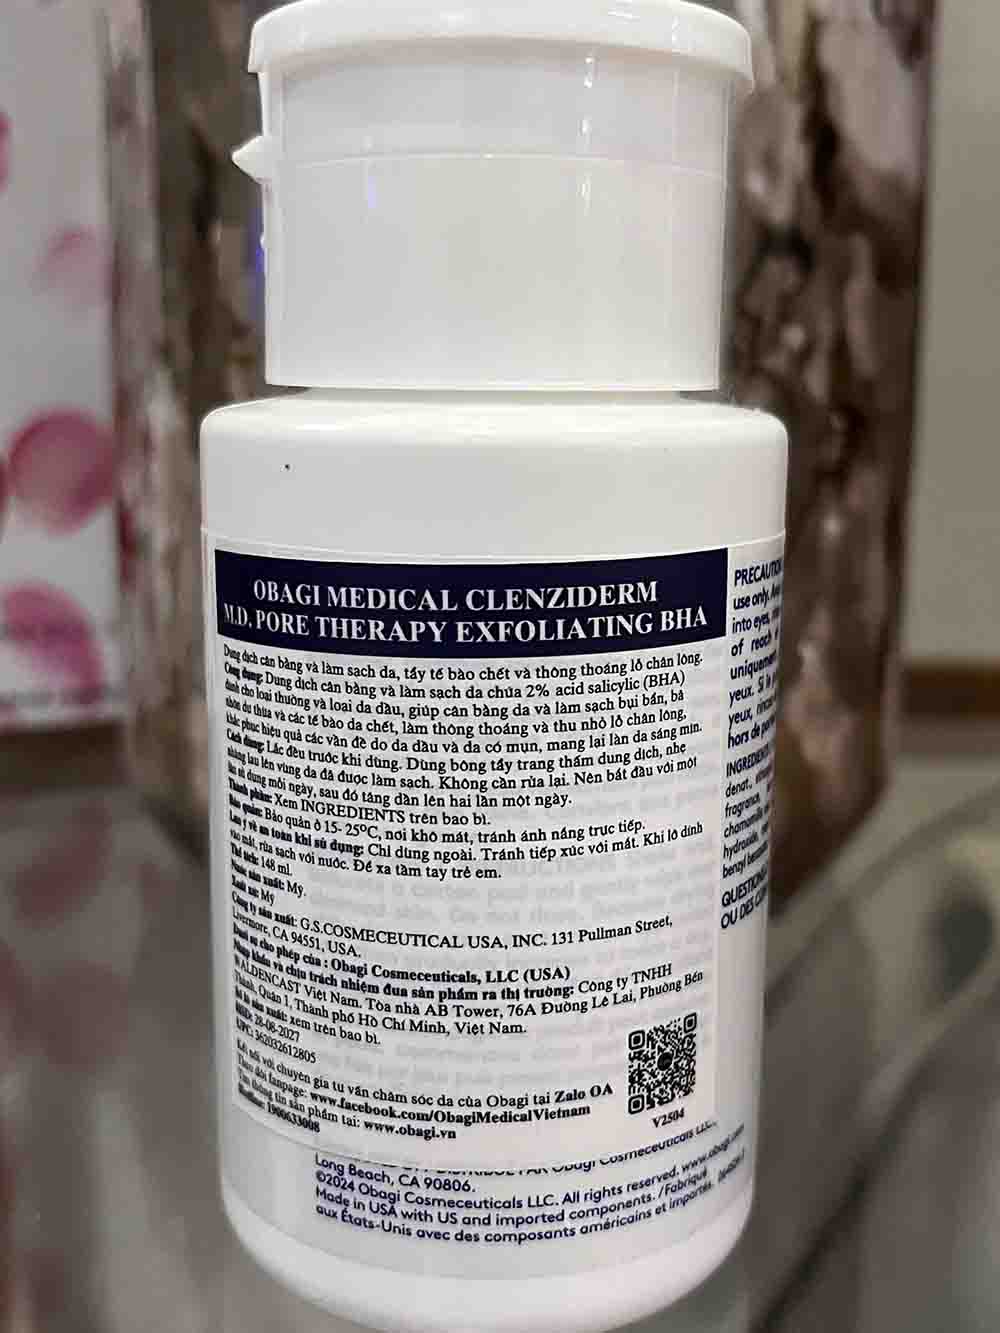 OBAGI MEDICAL CLENZIDERM
M.D. PORE THERAPY EXFOLIATING BHA
Dung dịch cân bằng và làm sạch da, tẩy tế bào chết và thông thoáng lỗ chân lông.
Công dụng: Dung dịch cân bằng và làm sạch da chứa 2% acid salicylic (BHA)
dành cho loại thường và loại da dầu, giúp cân bằng da và làm sạch bụi bẩn, bã
nhờn dư thừa và các tế bào da chết, làm thông thoáng và thu nhỏ lỗ chân lông,
khắc phục hiệu quả các vấn đề do da dầu và da có mụn, mang lại làn da sáng mịn.
Cách dùng: Lắc đều trước khi dùng. Dùng bông tẩy trang thấm dung dịch, nhẹ
nhàng lau lên vùng da đã được làm sạch. Không cần rửa lại. Nên bắt đầu với một
lần sử dụng mỗi ngày, sau đó tăng dần lên hai lần một ngày.
Thành phần: Xem INGREDIENTS trên bao bì.
Bảo quản: Bảo quản ở 15- 25ºC, nơi khô mát, tránh ánh nắng trực tiếp.
Lưu ý về an toàn khi sử dụng: Chỉ dùng ngoài. Tránh tiếp xúc với mắt. Khi lỡ dính
vào mắt, rửa sạch với nước. Để xa tầm tay trẻ em.
Thể tích: 148 ml.
Nước sản xuất: Mỹ.
Xuất xứ: Mỹ
Công ty sản xuất: G.S.COSMECEUTICAL USA, INC. 131 Pullman Street,
Livermore, CA 94551, USA.
Dưới sự cho phép của : Obagi Cosmeceuticals, LLC (USA)
Nhập khẩu và chịu trách nhiệm đưa sản phẩm ra thị trường: Công ty TNHH
WALDENCAST Việt Nam. Tòa nhà AB Tower, 76A Đường Lê Lai, Phường Bến
Thành, Quận 1, Thành phố Hồ Chí Minh, Việt Nam.
Số lô sản xuất: xem trên bao bì.
28-08-2027
UPC: 362032612805
Kết nối với chuyên gia tư vấn chăm sóc da của Obagi tại Zalo OA
Theo dõi fanpage: www.facebook.com/ObagiMedicalVietnam
Tìm thông tin sản phẩm tại: www.obagi.vn
Hotline: 1900633008
V2504
PRECAUTION
use only.
into eyes,
of reach
uniquement
yeux. Si le
yeux,
hors de
INGREDIENTS
denat.,
fragrance,
chamomilla
benzyl
QUESTIONS
OU DES
Obagi Cosmeceuticals LLC,
Long Beach, CA 90806.
©2024 Obagi Cosmeceuticals LLC. All rights reserved. www.obagi.com
Made in USA with US and imported components. /Fabriqué
aux États-Unis avec des composants américains et importés.